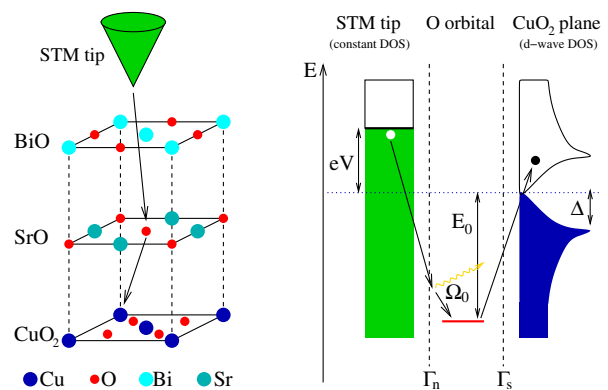 STM tip
BiO
SrO
CuO₂
Cu O Bi Sr
STM tip O orbital CuO₂ plane
(constant DOS) (d−wave DOS)
E
eV
E₀
Δ
Ω₀
Γn Γs